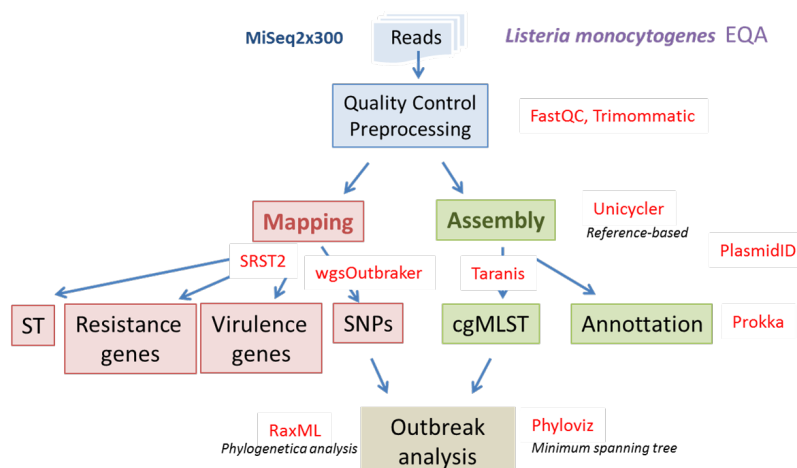 MiSeq2x300
Reads
Listeria monocytogenes EQA
Quality Control
Preprocessing
FastQC, Trimommatic
Mapping
Assembly
Unicycler
Reference-based
PlasmidID
SRST2
wgsOutbraker
Taranis
ST
Resistance
genes
Virulence
genes
SNPs
cgMLST
Annottation
Prokka
RaxML
Phylogenetica analysis
Outbreak
analysis
Phyloviz
Minimum spanning tree